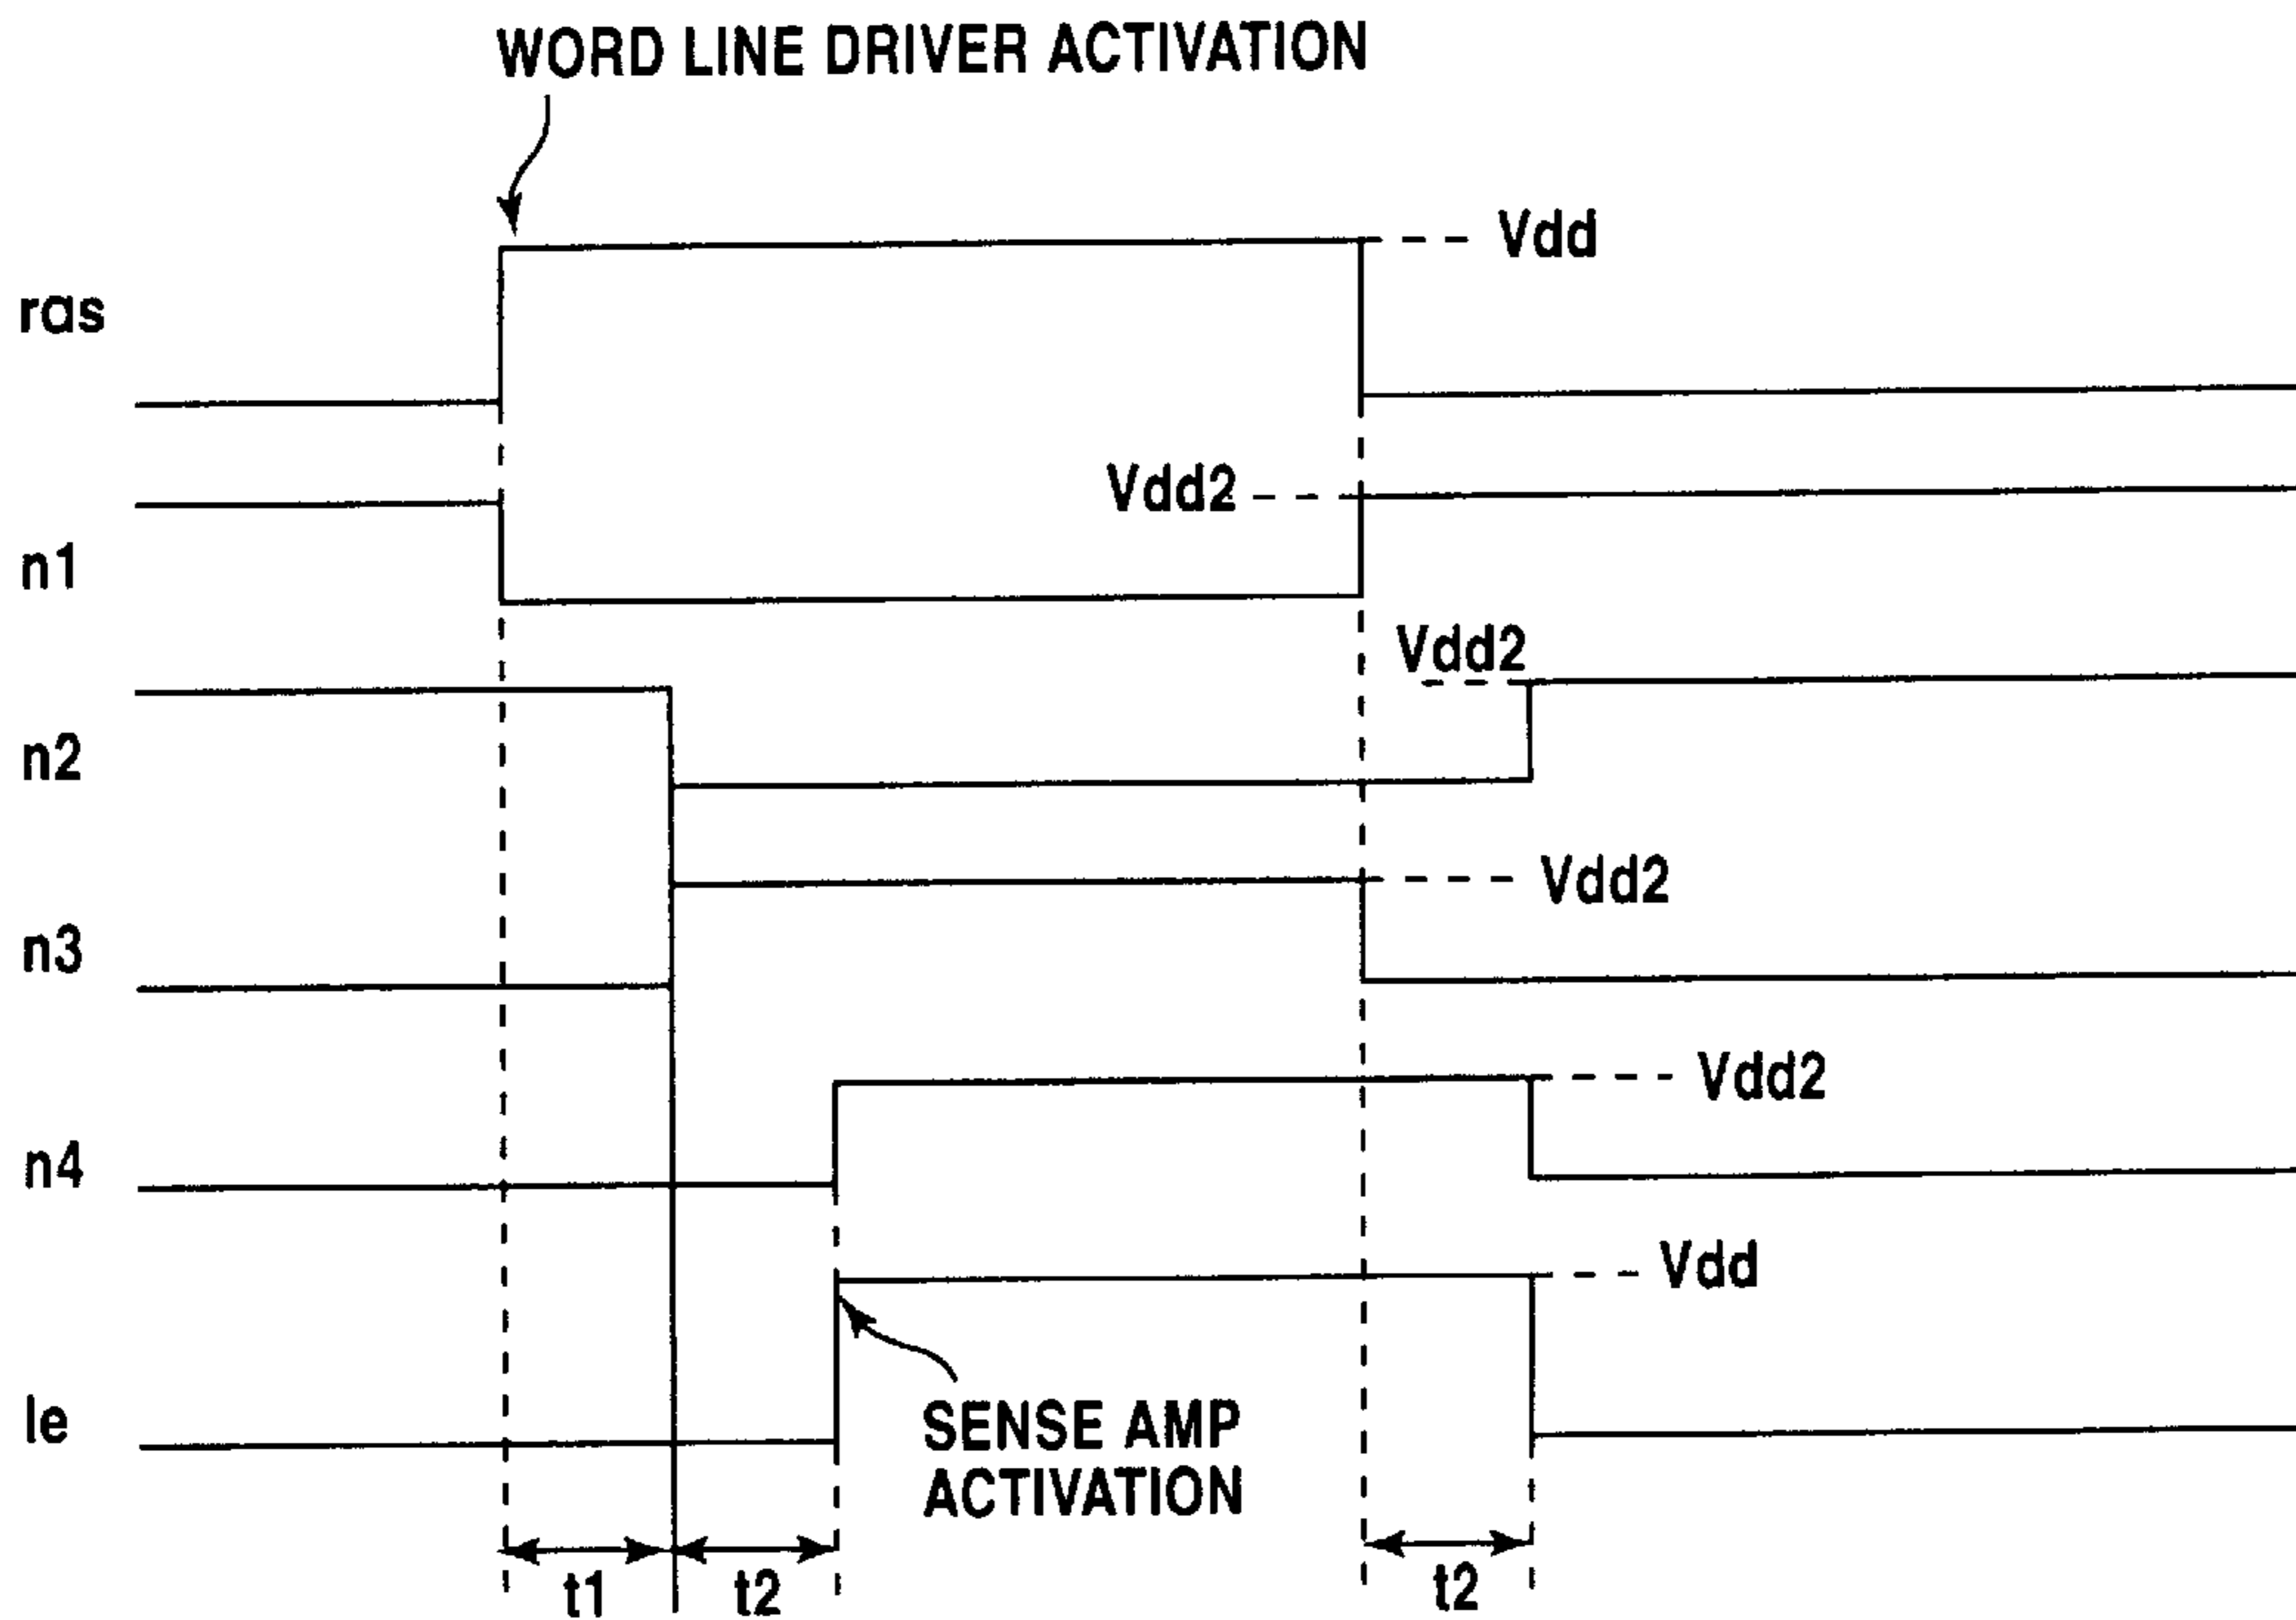 WORD LINE DRIVER ACTIVATION
Vdd
ras
Vdd2
n1
Vdd2
n2
Vdd2
n3
Vdd2
n4
Vdd
le
SENSE AMP
ACTIVATION
t1
t2
t2